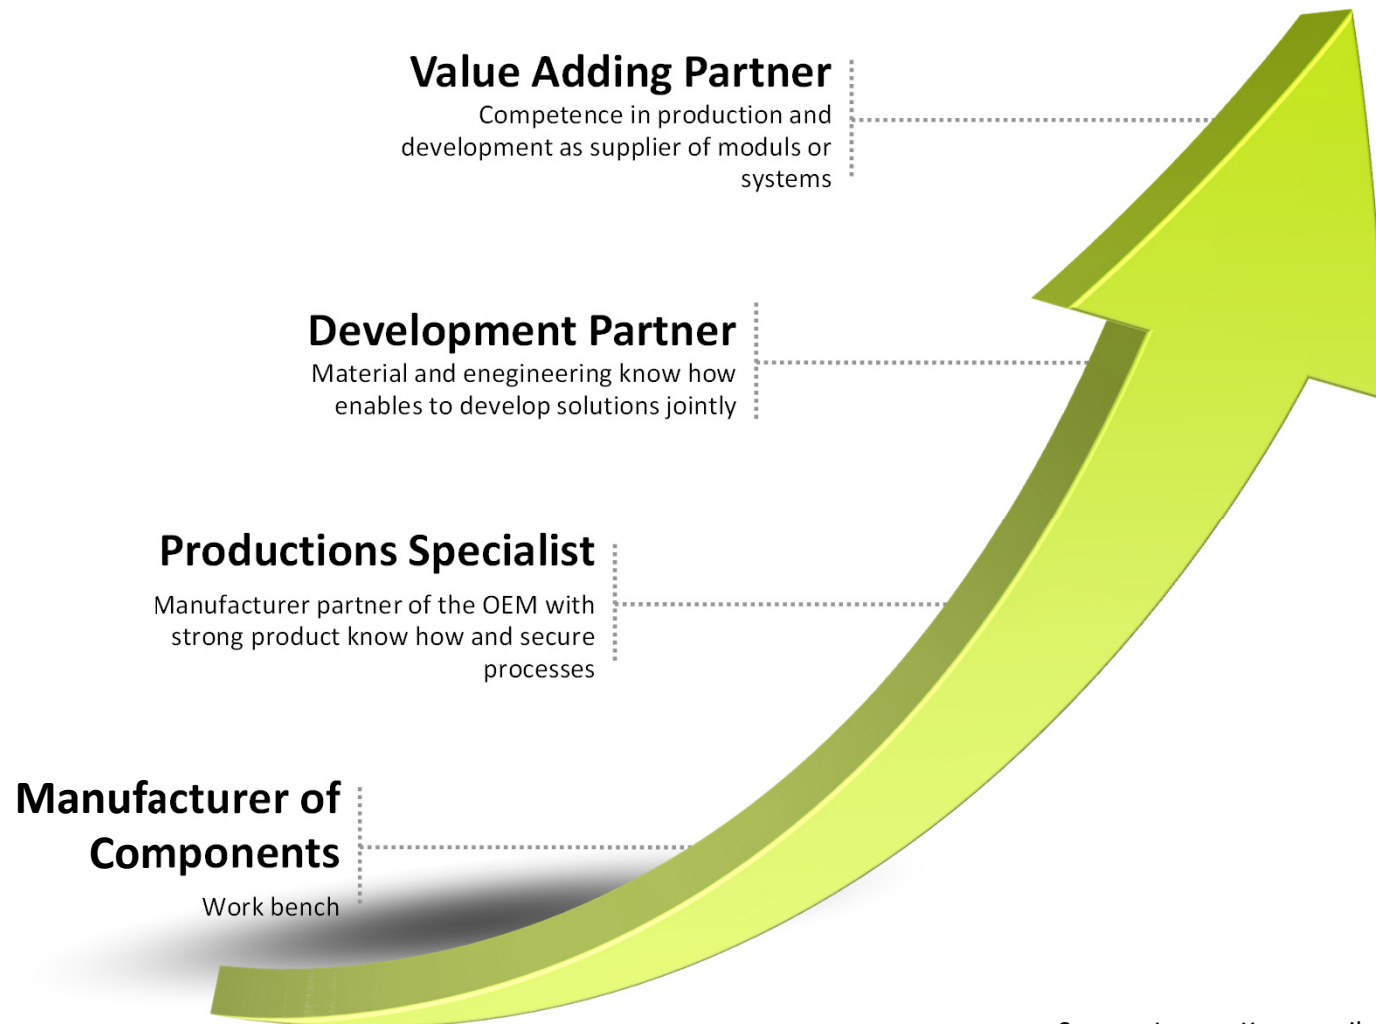 Value Adding Partner
Competence in production and
development as supplier of moduls or
systems
Development Partner
Material and enegineering know how
enables to develop solutions jointly
Productions Specialist
Manufacturer partner of the OEM with
strong product know how and secure
processes
Manufacturer of
Components
Work bench